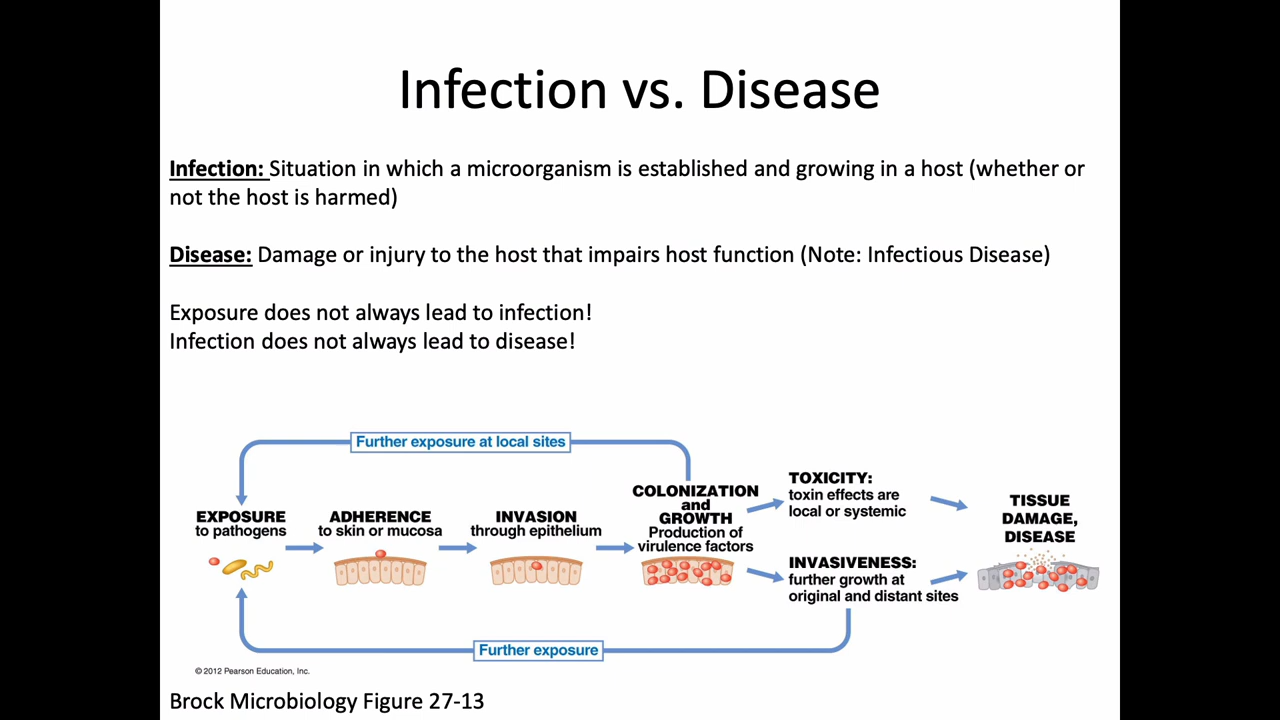 Infection vs. Disease
Infection: Situation in which a microorganism is established and growing in a host (whether or
not the host is harmed)
Disease: Damage or injury to the host that impairs host function (Note: Infectious Disease)
Exposure does not always lead to infection!
Infection does not always lead to disease!
Further exposure at local sites
EXPOSURE
to pathogens
ADHERENCE
to skin or mucosa
INVASION
through epithelium
COLONIZATION
and
GROWTH
Production of
virulence factors
TOXICITY:
toxin effects are
local or systemic
INVASIVENESS:
further growth at
original and distant sites
TISSUE
DAMAGE,
DISEASE
Further exposure
© 2012 Pearson Education, Inc.
Brock Microbiology Figure 27-13